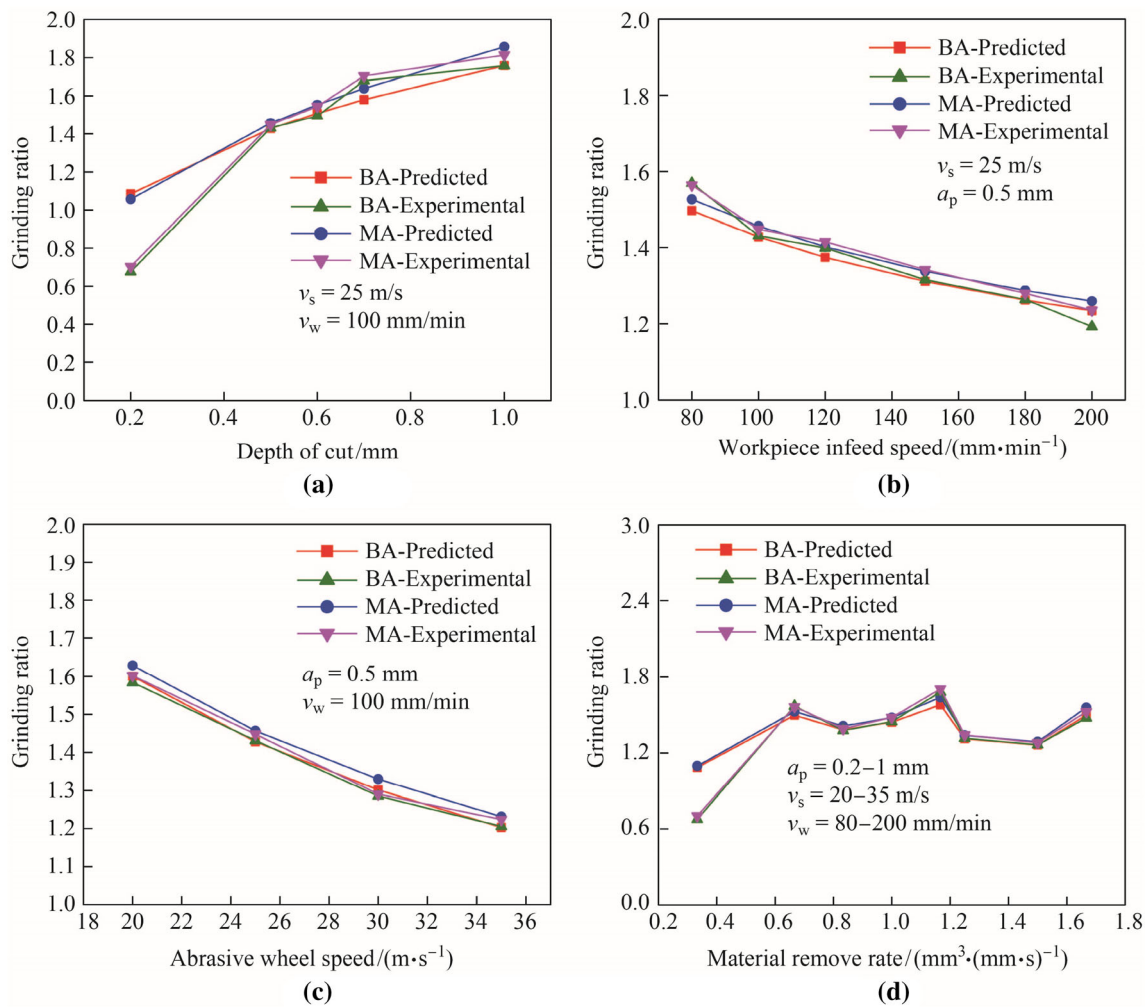 2.0
1.8
1.6
1.4
1.2
1.0
0.8
0.6
0.4
0.2
0.0
Grinding ratio
BA-Predicted
BA-Experimental
MA-Predicted
MA-Experimental
vs = 25 m/s
vw = 100 mm/min
0.2 0.4 0.6 0.8 1.0
Depth of cut/mm
(a)
2.0
1.8
1.6
1.4
1.2
1.0
Grinding ratio
BA-Predicted
BA-Experimental
MA-Predicted
MA-Experimental
vs = 25 m/s
ap = 0.5 mm
80 100 120 140 160 180 200
Workpiece infeed speed/(mm·min⁻¹)
(b)
2.0
1.9
1.8
1.7
1.6
1.5
1.4
1.3
1.2
1.1
1.0
Grinding ratio
BA-Predicted
BA-Experimental
MA-Predicted
MA-Experimental
ap = 0.5 mm
vw = 100 mm/min
18 20 22 24 26 28 30 32 34 36
Abrasive wheel speed/(m·s⁻¹)
(c)
3.0
2.4
1.8
1.2
0.6
0.0
Grinding ratio
BA-Predicted
BA-Experimental
MA-Predicted
MA-Experimental
ap = 0.2–1 mm
vs = 20–35 m/s
vw = 80–200 mm/min
0.2 0.4 0.6 0.8 1.0 1.2 1.4 1.6 1.8
Material remove rate/(mm³·(mm·s)⁻¹)
(d)